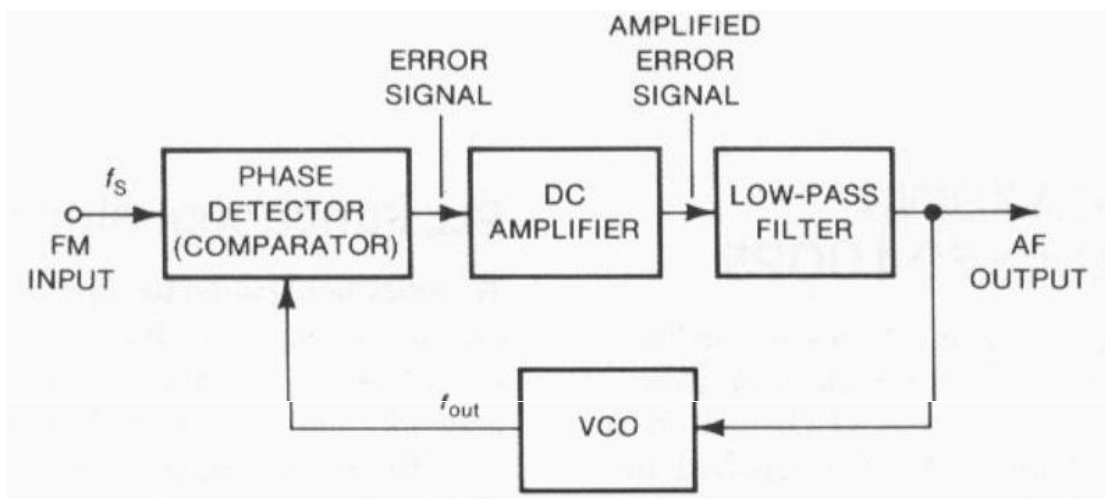 AMPLIFIED
ERROR
SIGNAL
ERROR
SIGNAL
fS
FM
INPUT
PHASE
DETECTOR
(COMPARATOR)
DC
AMPLIFIER
LOW-PASS
FILTER
AF
OUTPUT
fout
VCO